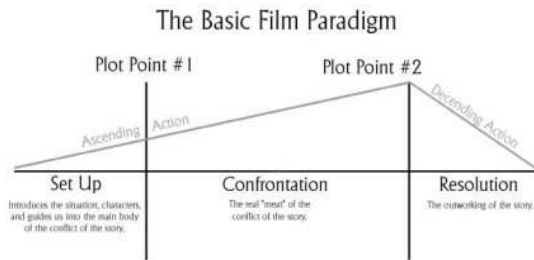 The Basic Film Paradigm
Plot Point #1
Plot Point #2
Ascending Action
Decending Action
Set Up
Introduces the situation, characters,
and guides us into the main body
of the conflict of the story.
Confrontation
The real "meat" of the
conflict of the story.
Resolution
The outworking of the story.